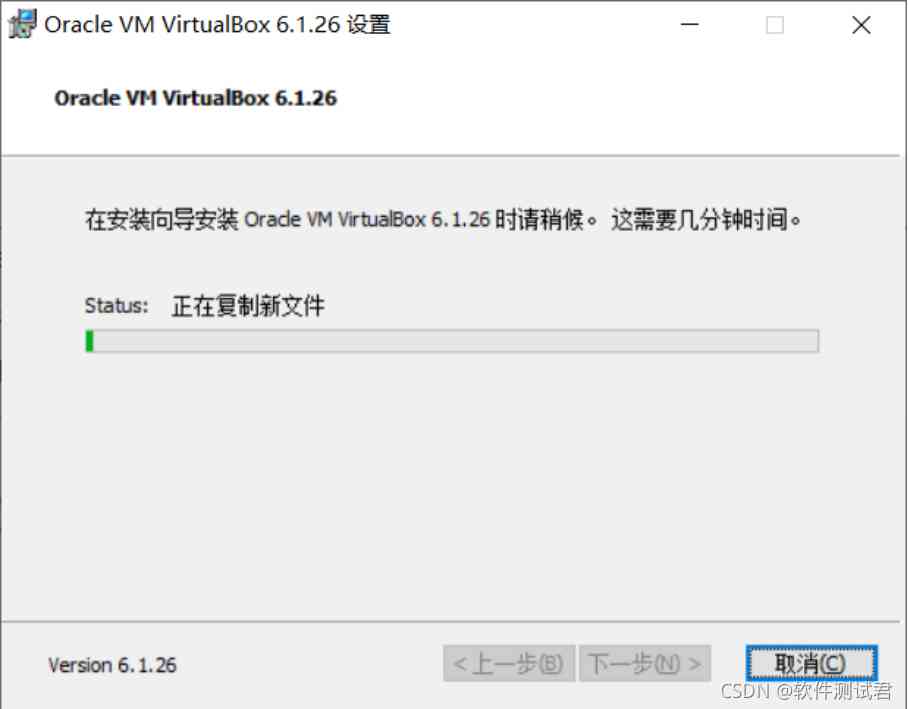 Oracle VM VirtualBox 6.1.26 设置
Oracle VM VirtualBox 6.1.26
在安装向导安装 Oracle VM VirtualBox 6.1.26 时请稍候。 这需要几分钟时间。
Status: 正在复制新文件
Version 6.1.26
< 上一步(B) 下一步(N) > 取消(C)
CSDN @软件测试君